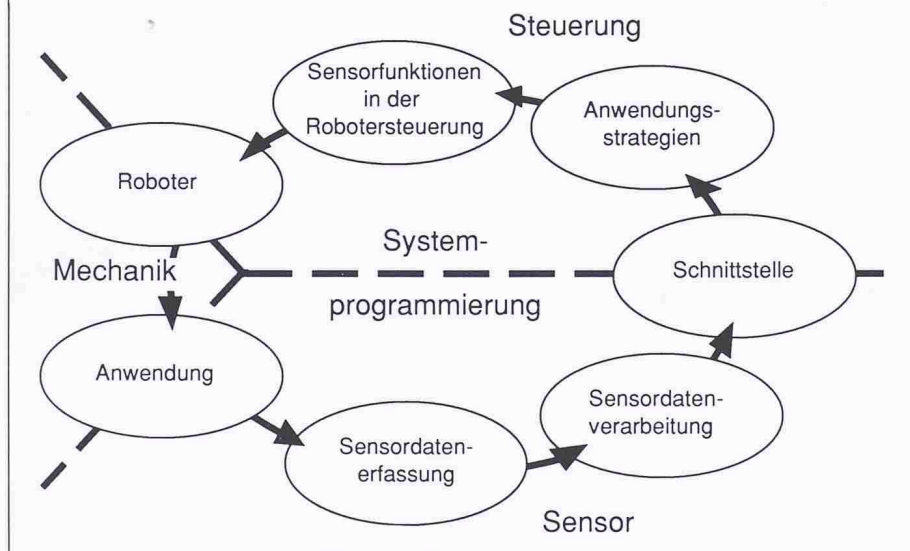 Steuerung
Sensorfunktionen
in der
Robotersteuerung
Anwendungs-
strategien
Roboter
System-
programmierung
Mechanik
Schnittstelle
Anwendung
Sensordaten-
verarbeitung
Sensordaten-
erfassung
Sensor